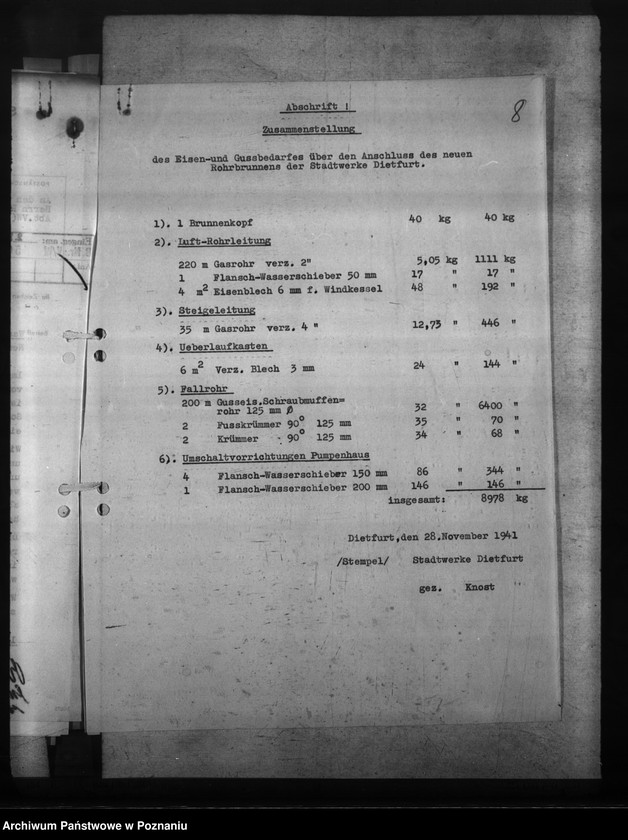 8
Abschrift !
Zusammenstellung
des Eisen-und Gussbedarfes über den Anschluss des neuen
Rohrbrunnens der Stadtwerke Dietfurt.
1). 1 Brunnenkopf 40 kg 40 kg
2). Luft-Rohrleitung
220 m Gasrohr verz. 2" 5,05 kg 1111 kg
1 Flansch-Wasserschieber 50 mm 17 " 17 "
4 m2 Eisenblech 6 mm f. Windkessel 48 " 192 "
3). Steigeleitung
35 m Gasrohr verz. 4 " 12,73 " 446 "
4). Ueberlaufkasten
6 m2 Verz. Blech 3 mm 24 " 144 "
5). Fallrohr
200 m Gusseis.Schraubmuffen=
rohr 125 mm Ø 32 " 6400 "
2 Fusskrümmer 90° 125 mm 35 " 70 "
2 Krümmer 90° 125 mm 34 " 68 "
6). Umschaltvorrichtungen Pumpenhaus
4 Flansch-Wasserschieber 150 mm 86 " 344 "
1 Flansch-Wasserschieber 200 mm 146 " 146 "
insgesamt: 8978 kg
Dietfurt,den 28.November 1941
/Stempel/ Stadtwerke Dietfurt
gez. Knost
Archiwum Państwowe w Poznaniu